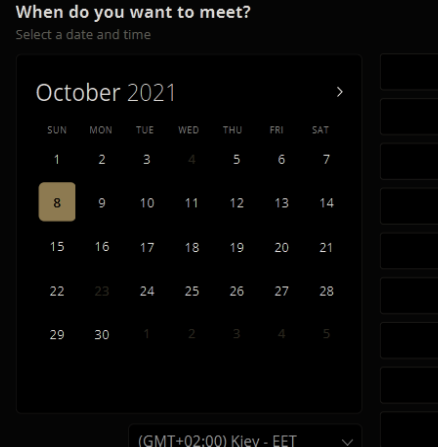 When do you want to meet?
Select a date and time
October 2021
SUN MON TUE WED THU FRI SAT
1 2 3 4 5 6 7
8 9 10 11 12 13 14
15 16 17 18 19 20 21
22 23 24 25 26 27 28
29 30 1 2 3 4 5
(GMT+02:00) Kiev - EET